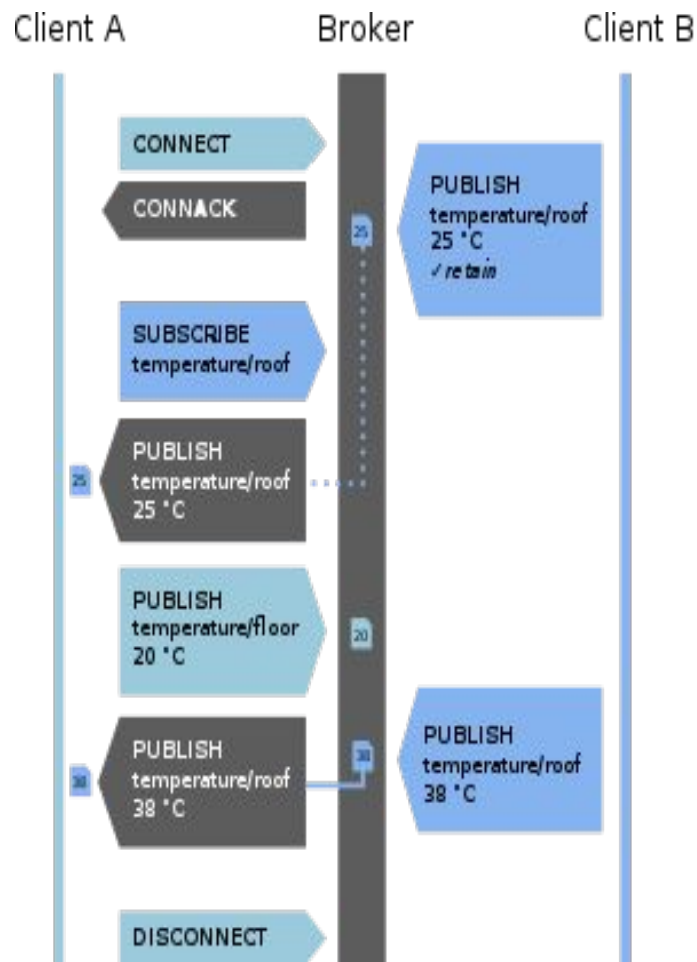 Client A
Broker
Client B
CONNECT
CONNACK
PUBLISH
temperature/roof
25 °C
✓retain
25
SUBSCRIBE
temperature/roof
PUBLISH
temperature/roof
25 °C
25
PUBLISH
temperature/floor
20 °C
20
PUBLISH
temperature/roof
38 °C
38
PUBLISH
temperature/roof
38 °C
38
DISCONNECT